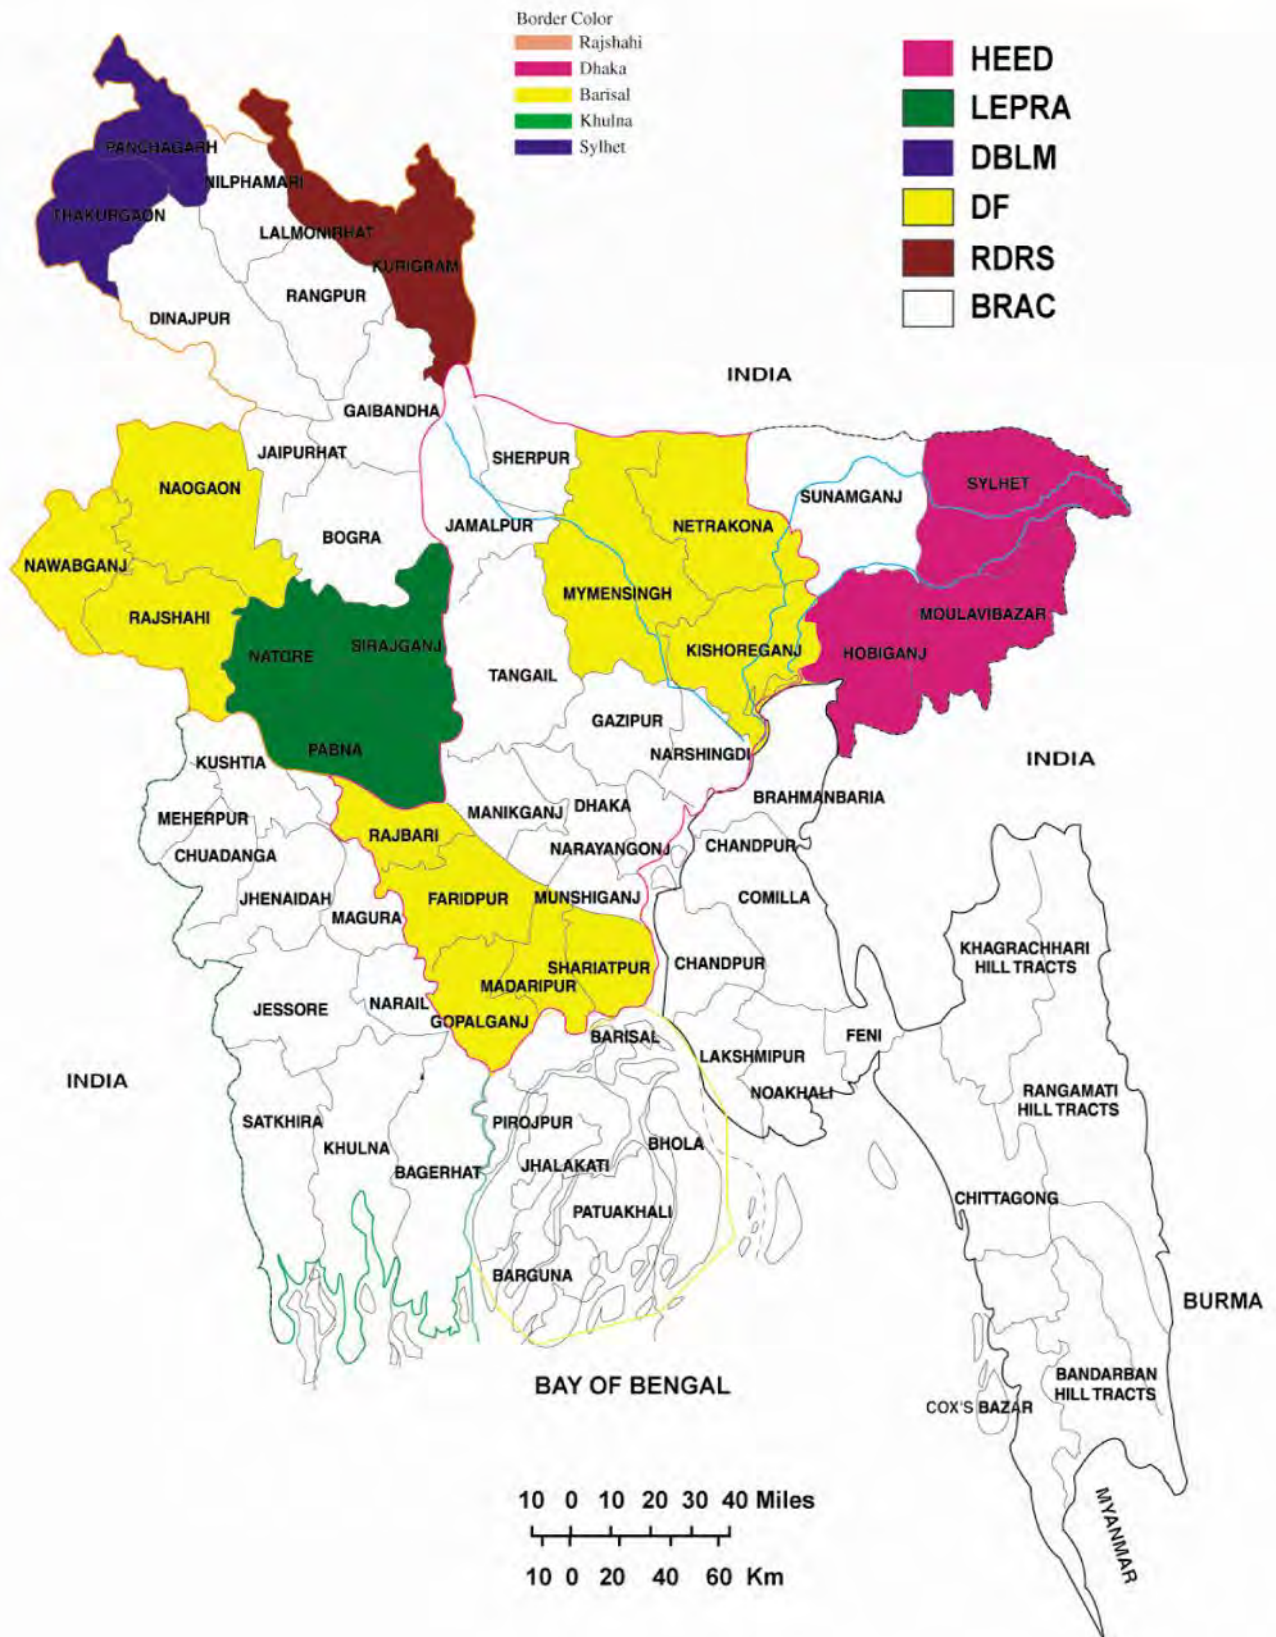 Border Color
Rajshahi
Dhaka
Barisal
Khulna
Sylhet
HEED
LEPRA
DBLM
DF
RDRS
BRAC
PANCHAGARH
NILPHAMARI
THAKURGAON
LALMONIRHAT
KURIGRAM
RANGPUR
DINAJPUR
INDIA
GAIBANDHA
JAIPURHAT
SHERPUR
NAOGAON
SUNAMGANJ
SYLHET
BOGRA
JAMALPUR
NETRAKONA
NAWABGANJ
MYMENSINGH
RAJSHAHI
MOULAVIBAZAR
NATORE
SIRAJGANJ
KISHOREGANJ
HOBIGANJ
TANGAIL
GAZIPUR
PABNA
NARSHINGDI
KUSHTIA
INDIA
BRAHMANBARIA
MEHERPUR
MANIKGANJ
DHAKA
RAJBARI
CHUADANGA
NARAYANGONJ
CHANDPUR
JHENAIDAH
FARIDPUR
MUNSHIGANJ
COMILLA
MAGURA
KHAGRACHHARI
HILL TRACTS
SHARIATPUR
CHANDPUR
MADARIPUR
JESSORE
NARAIL
GOPALGANJ
BARISAL
FENI
LAKSHMIPUR
INDIA
NOAKHALI
RANGAMATI
HILL TRACTS
SATKHIRA
PIROJPUR
KHULNA
BHOLA
JHALAKATI
BAGERHAT
CHITTAGONG
PATUAKHALI
BARGUNA
BURMA
BAY OF BENGAL
BANDARBAN
HILL TRACTS
COX'S BAZAR
MYANMAR
10 0 10 20 30 40 Miles
10 0 20 40 60 Km